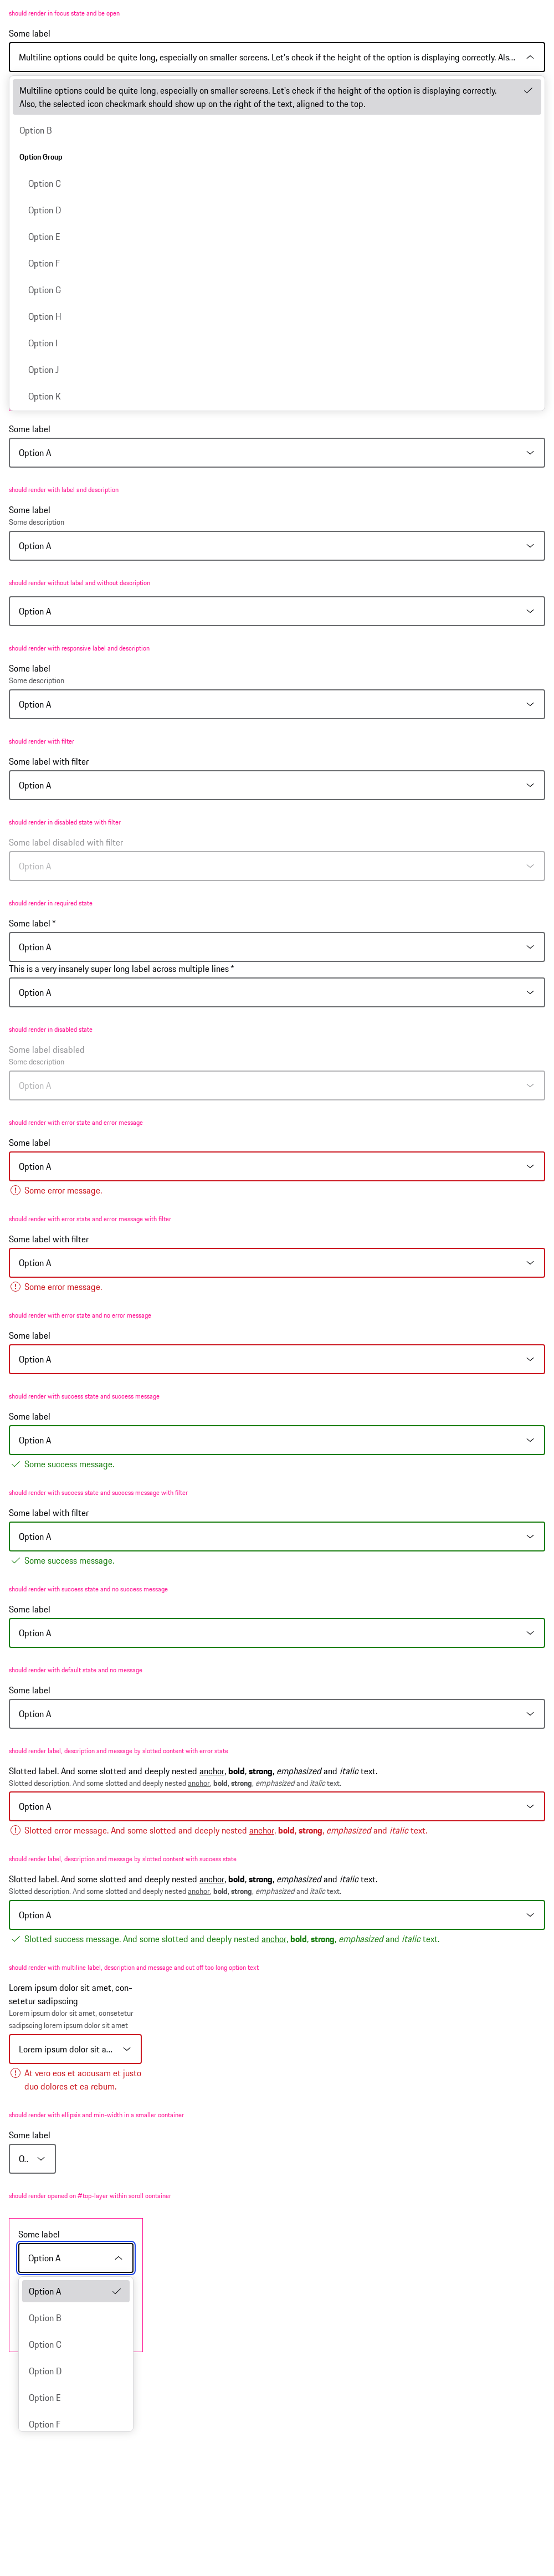 should render in focus state and be open
Some label
Multiline options could be quite long, especially on smaller screens. Let's check if the height of the option is displaying correctly. Als...
Multiline options could be quite long, especially on smaller screens. Let's check if the height of the option is displaying correctly.
Also, the selected icon checkmark should show up on the right of the text, aligned to the top.
Option B
Option Group
Option C
Option D
Option E
Option F
Option G
Option H
Option I
Option J
Option K
Some label
Option A
should render with label and description
Some label
Some description
Option A
should render without label and without description
Option A
should render with responsive label and description
Some label
Some description
Option A
should render with filter
Some label with filter
Option A
should render in disabled state with filter
Some label disabled with filter
Option A
should render in required state
Some label *
Option A
This is a very insanely super long label across multiple lines *
Option A
should render in disabled state
Some label disabled
Some description
Option A
should render with error state and error message
Some label
Option A
Some error message.
should render with error state and error message with filter
Some label with filter
Option A
Some error message.
should render with error state and no error message
Some label
Option A
should render with success state and success message
Some label
Option A
Some success message.
should render with success state and success message with filter
Some label with filter
Option A
Some success message.
should render with success state and no success message
Some label
Option A
should render with default state and no message
Some label
Option A
should render label, description and message by slotted content with error state
Slotted label. And some slotted and deeply nested anchor, bold, strong, emphasized and italic text.
Slotted description. And some slotted and deeply nested anchor, bold, strong, emphasized and italic text.
Option A
Slotted error message. And some slotted and deeply nested anchor, bold, strong, emphasized and italic text.
should render label, description and message by slotted content with success state
Slotted label. And some slotted and deeply nested anchor, bold, strong, emphasized and italic text.
Slotted description. And some slotted and deeply nested anchor, bold, strong, emphasized and italic text.
Option A
Slotted success message. And some slotted and deeply nested anchor, bold, strong, emphasized and italic text.
should render with multiline label, description and message and cut off too long option text
Lorem ipsum dolor sit amet, con-
setetur sadipscing
Lorem ipsum dolor sit amet, consetetur
sadipscing lorem ipsum dolor sit amet
Lorem ipsum dolor sit a...
At vero eos et accusam et justo
duo dolores et ea rebum.
should render with ellipsis and min-width in a smaller container
Some label
O..
should render opened on #top-layer within scroll container
Some label
Option A
Option A
Option B
Option C
Option D
Option E
Option F